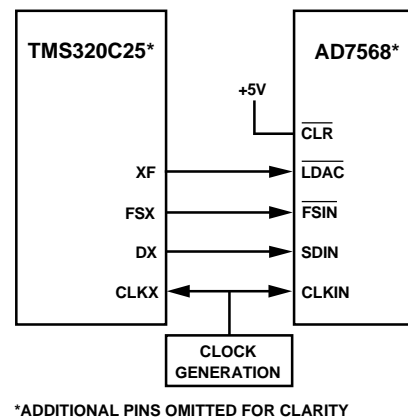 TMS320C25*
AD7568*
+5V
CLR
XF
LDAC
FSX
FSIN
DX
SDIN
CLKX
CLKIN
CLOCK
GENERATION
*ADDITIONAL PINS OMITTED FOR CLARITY